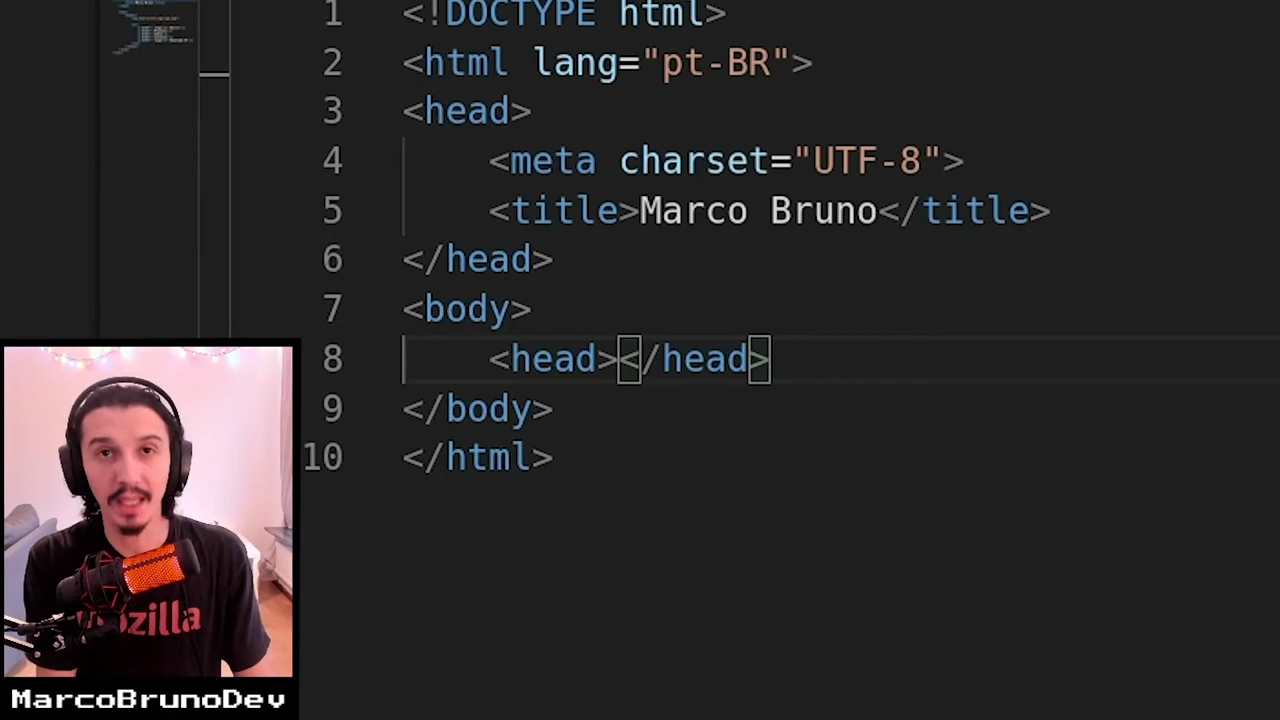 1 <!DOCTYPE html>
2 <html lang="pt-BR">
3 <head>
4 <meta charset="UTF-8">
5 <title>Marco Bruno</title>
6 </head>
7 <body>
8 <head></head>
9 </body>
10 </html>
mozilla
MarcoBrunoDev